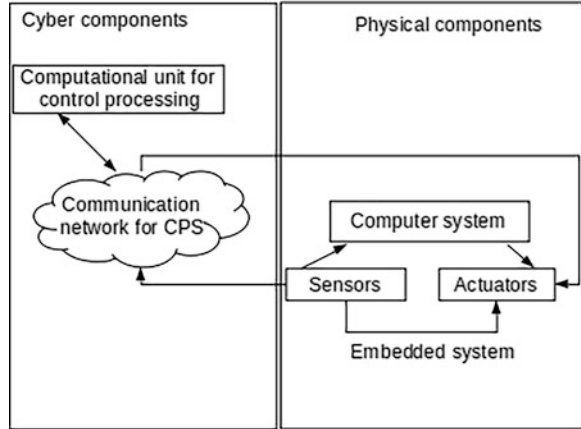 Cyber components
Physical components
Computational unit for
control processing
Communication
network for CPS
Computer system
Sensors
Actuators
Embedded system